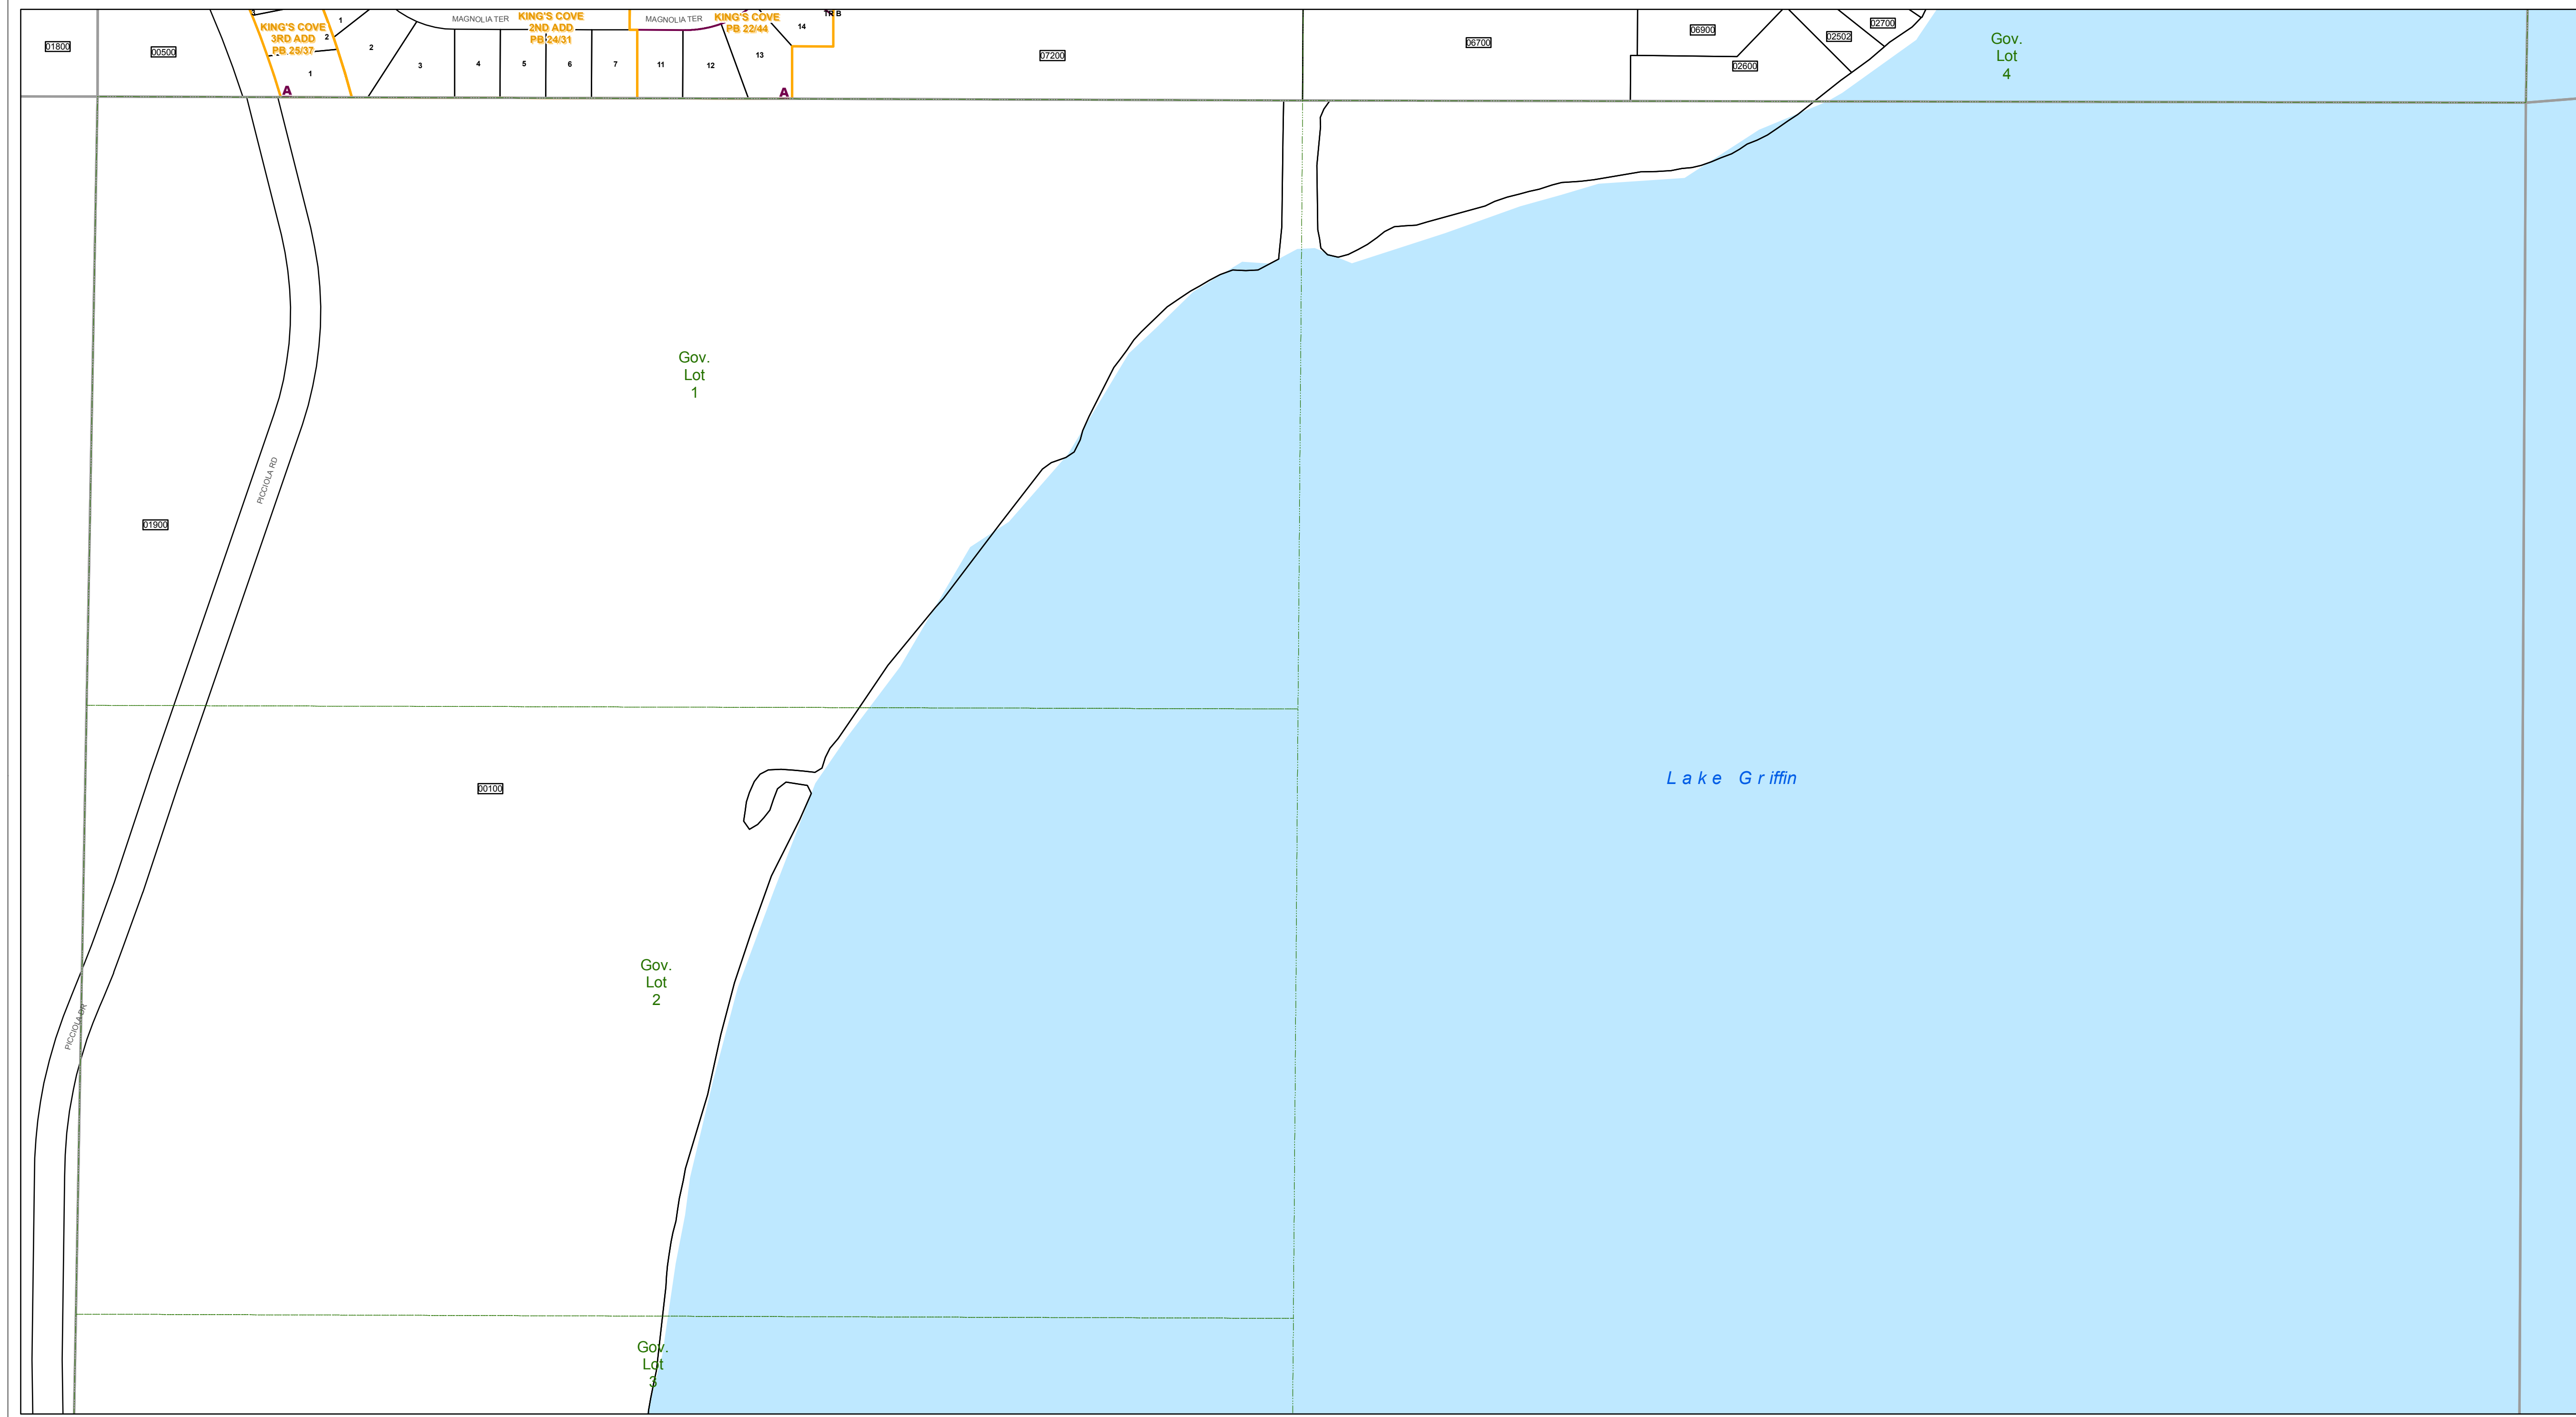 3
KING'S COVE
3RD ADD
PB 25/37
1
2
1
A
2
3
MAGNOLIA TER
KING'S COVE
2ND ADD
PB 24/31
4
5
6
7
MAGNOLIA TER
KING'S COVE
PB 22/44
11
12
13
14
TR B
A
01800
00500
07200
06700
06900
02600
02502
02700
Gov.
Lot
4
Gov.
Lot
1
PICCIOLA RD
01900
00100
Lake Griffin
Gov.
Lot
2
PICCIOLA DR
Gov.
Lot
3